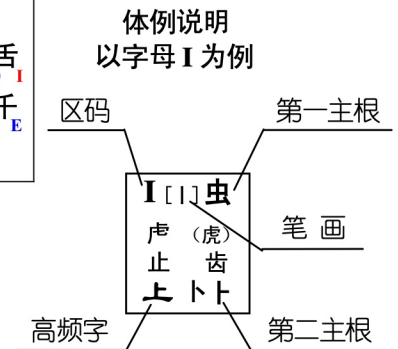 体例说明
以字母 I 为例
舌
I
千
E
区码
第一主根
I [丨] 虫
笔 画
虍 （虎）
止 齿
上 卜⺊
高频字
第二主根